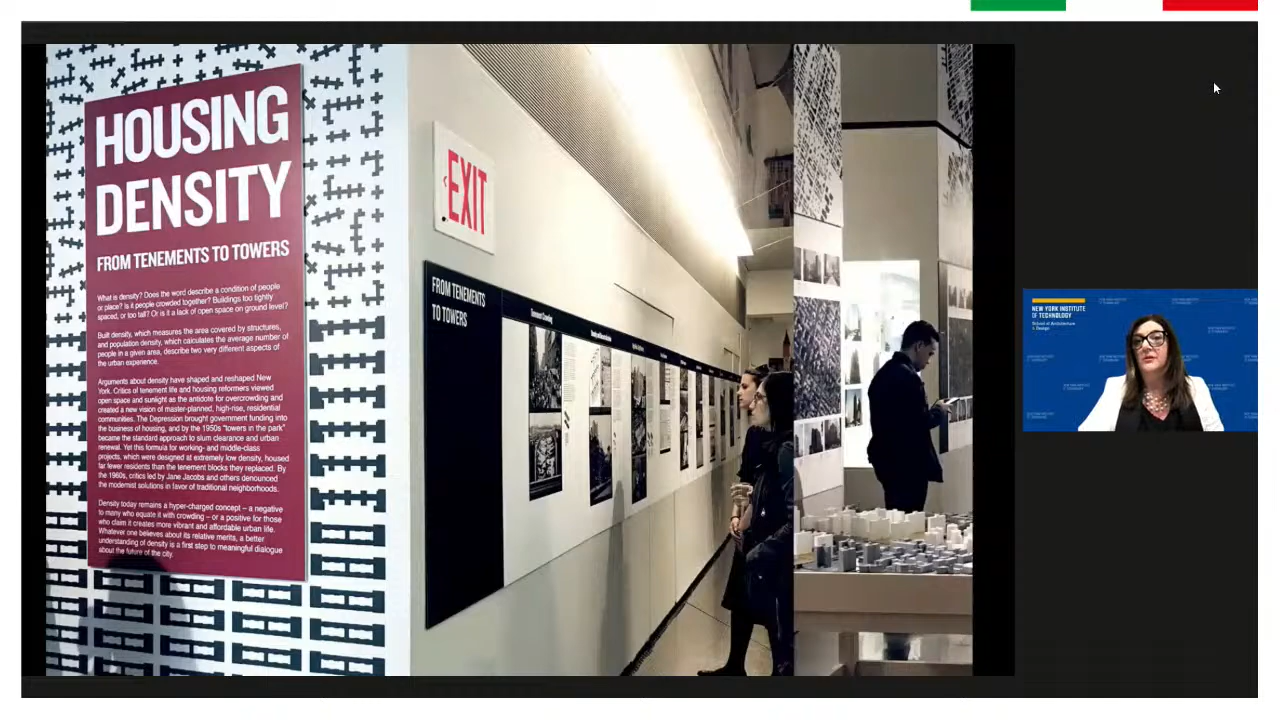 HOUSING
DENSITY
FROM TENEMENTS TO TOWERS
What is density? Does the word describe a condition of people
or place? Is it people crowded together? Buildings too tightly
spaced, or too tall? Or is it a lack of open space on ground level?
Built density, which measures the area covered by structures,
and population density, which calculates the average number of
people in a given area, describe two very different aspects of
the urban experience.
Arguments about density have shaped and reshaped New
York. Critics of tenement life and housing reformers viewed
open space and sunlight as the antidote for overcrowding and
created a new vision of master-planned, high-rise, residential
communities. The Depression brought government funding into
the business of housing, and by the 1950s "towers in the park"
became the standard approach to slum clearance and urban
renewal. Yet this formula for working- and middle-class
projects, which were designed at extremely low density, housed
far fewer residents than the tenement blocks they replaced. By
the 1960s, critics led by Jane Jacobs and others denounced
the modernist solutions in favor of traditional neighborhoods.
Density today remains a hyper-charged concept – a negative
to many who equate it with crowding – or a positive for those
who claim it creates more vibrant and affordable urban life.
Whatever one believes about its relative merits, a better
understanding of density is a first step to meaningful dialogue
about the future of the city.
EXIT
FROM TENEMENTS
TO TOWERS
NEW YORK INSTITUTE
OF TECHNOLOGY
School of Architecture
& Design